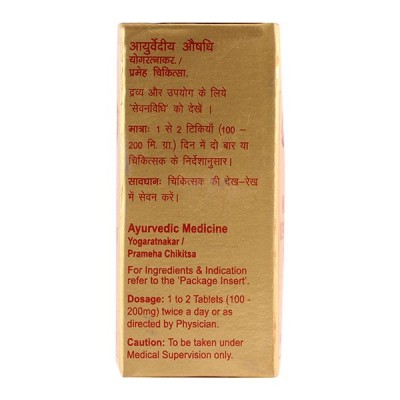 आयुर्वेदीय औषधि
योगरत्नाकर./
प्रमेह चिकित्सा.
द्रव्य और उपयोग के लिये
'सेवनविधि' को देखें ।
मात्राः १ से २ टिकियाँ (100 –
200 मि. ग्रा.) दिन में दो बार या
चिकित्सक के निर्देशानुसार।
सावधानः चिकित्सक की देख-रेख
में सेवन करें।
Ayurvedic Medicine
Yogaratnakar /
Prameha Chikitsa
For Ingredients & Indication
refer to the 'Package Insert'.
Dosage: 1 to 2 Tablets (100 -
200mg) twice a day or as
directed by Physician.
Caution: To be taken under
Medical Supervision only.